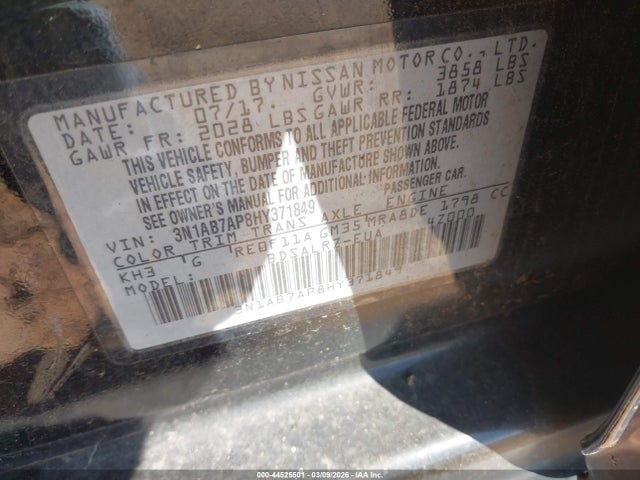 MANUFACTURED BY NISSAN MOTOR CO., LTD.
DATE: 07/17. GVWR: 3858 LBS
GAWR FR: 2028 LBS GAWR RR: 1874 LBS
THIS VEHICLE CONFORMS TO ALL APPLICABLE FEDERAL MOTOR
VEHICLE SAFETY, BUMPER AND THEFT PREVENTION STANDARDS
IN EFFECT ON THE DATE OF MANUFACTURE SHOWN ABOVE.
SEE OWNER'S MANUAL FOR ADDITIONAL INFORMATION.
VIN: 3N1AB7AP8HY371849 PASSENGER CAR.
COLOR TRIM TRANS AXLE ENGINE
KH3 G RE0F11A GM35 MRA8DE 1798 CC
MODEL: BDSALRZ-EUA 42000
3N1AB7AP8HY371849
000-44525501 - 03/09/2026 - IAA Inc.